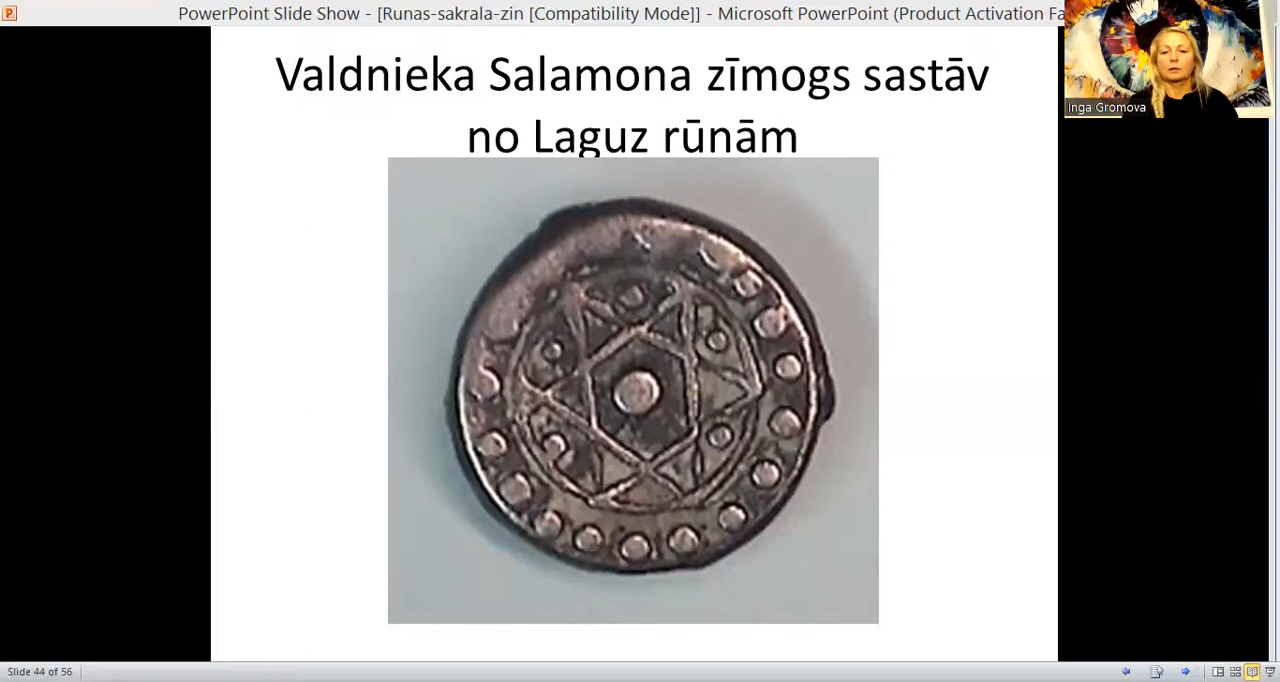 PowerPoint Slide Show - [Runas-sakrala-zin [Compatibility Mode]] - Microsoft PowerPoint (Product Activation Fa
Valdnieka Salamona zīmogs sastāv
no Laguz rūnām
Inga Gromova
Slide 44 of 56